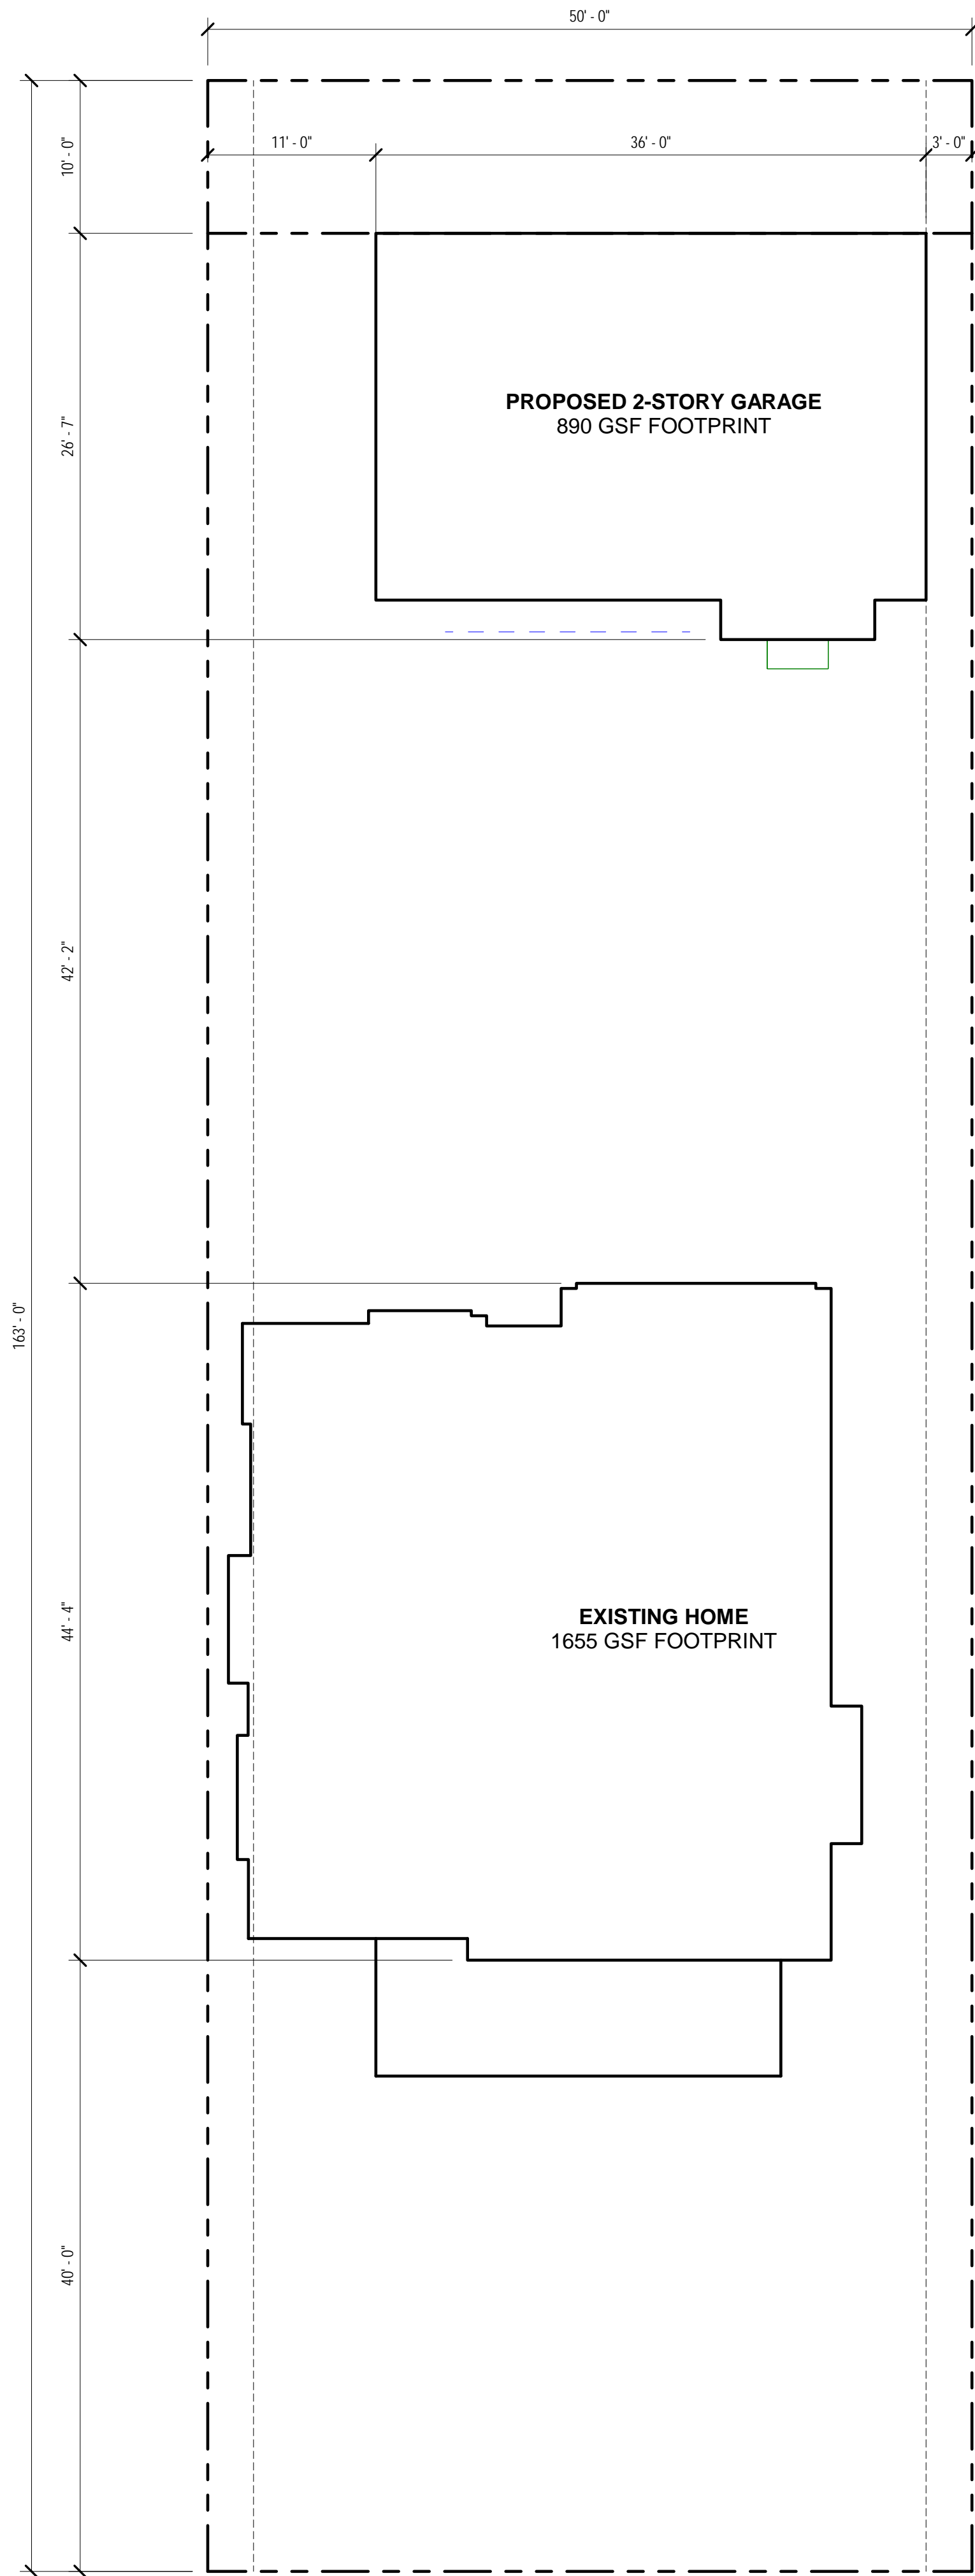 50' - 0"
11' - 0"
36' - 0"
3' - 0"
10' - 0"
PROPOSED 2-STORY GARAGE
890 GSF FOOTPRINT
26' - 7"
42' - 2"
163' - 0"
44' - 4"
EXISTING HOME
1655 GSF FOOTPRINT
40' - 0"